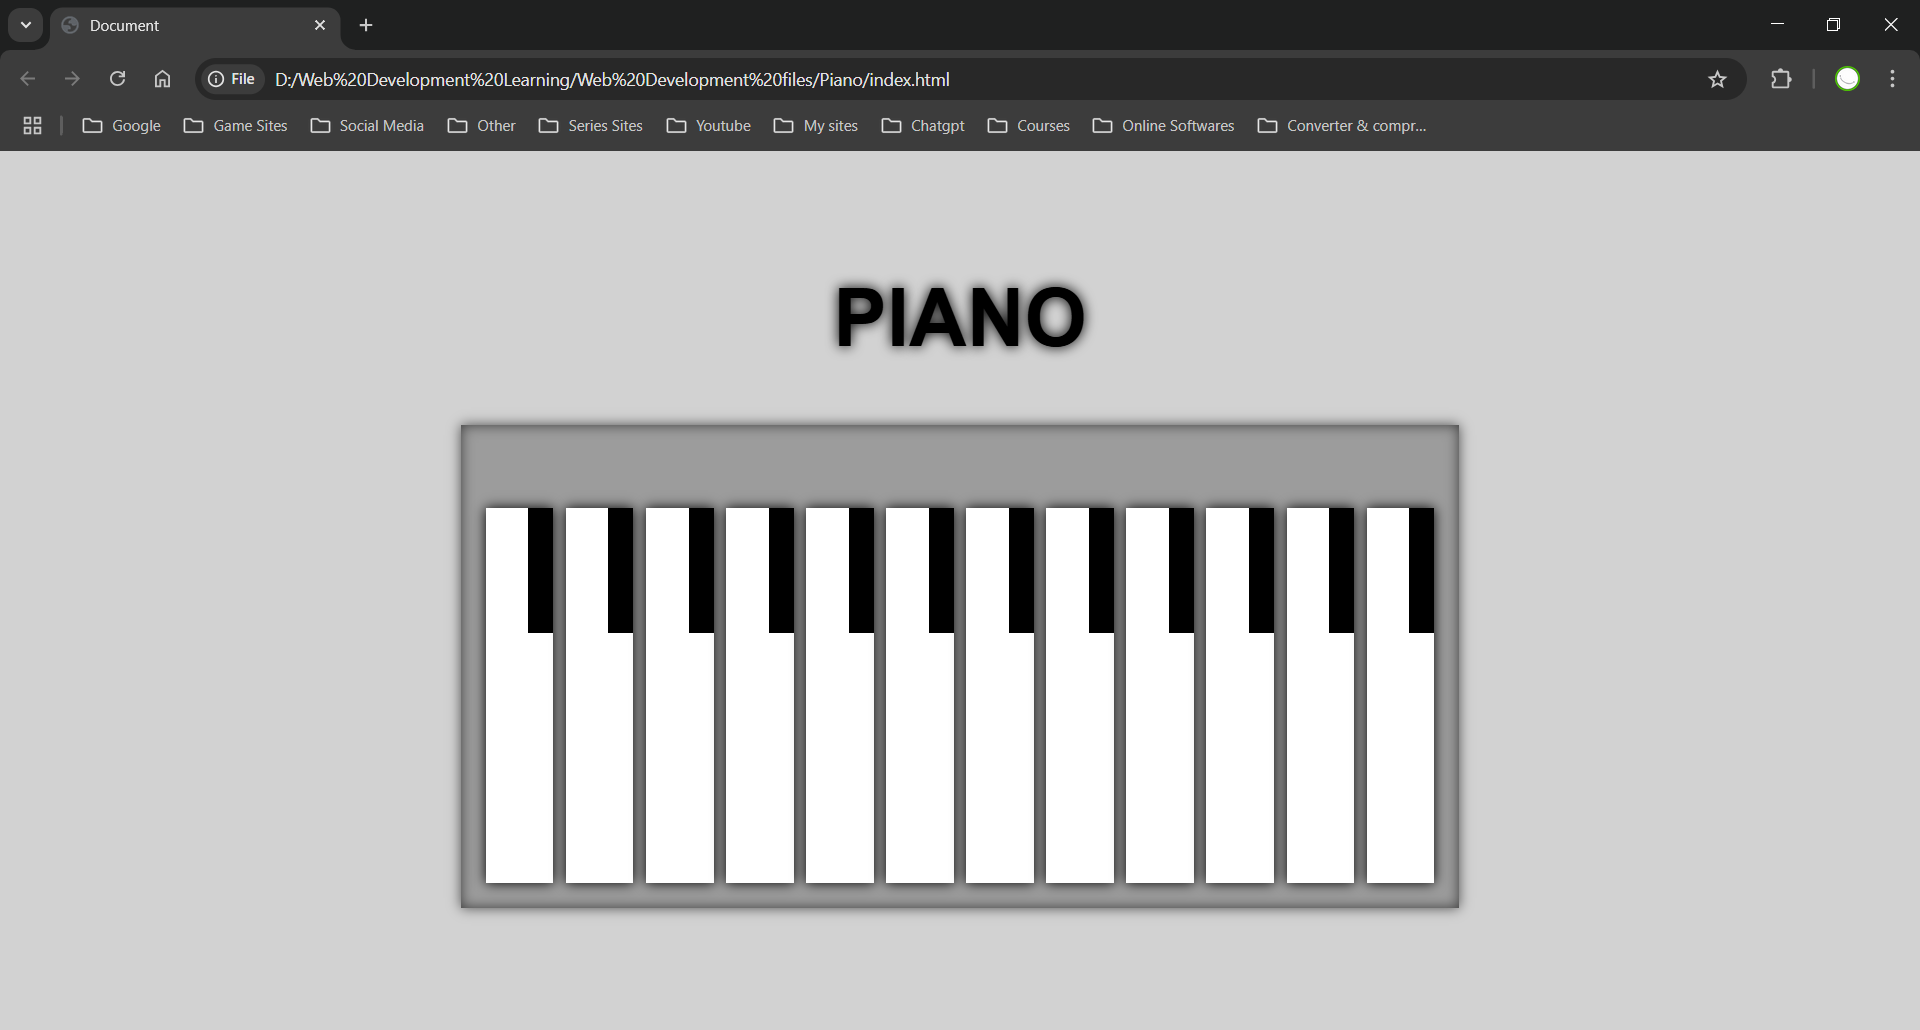 Document
File D:/Web%20Development%20Learning/Web%20Development%20files/Piano/index.html
Google Game Sites Social Media Other Series Sites Youtube My sites Chatgpt Courses Online Softwares Converter & compr...
PIANO